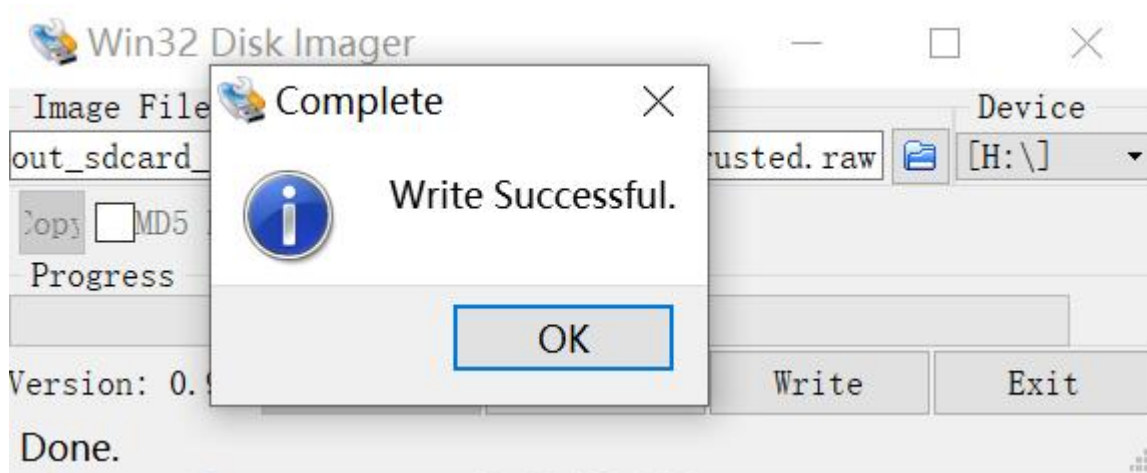 Win32 Disk Imager
Complete
Image File
Device
out_sdcard_
rusted.raw
[H:\]
Write Successful.
MD5
Progress
OK
Version: 0.9
Write
Exit
Done.